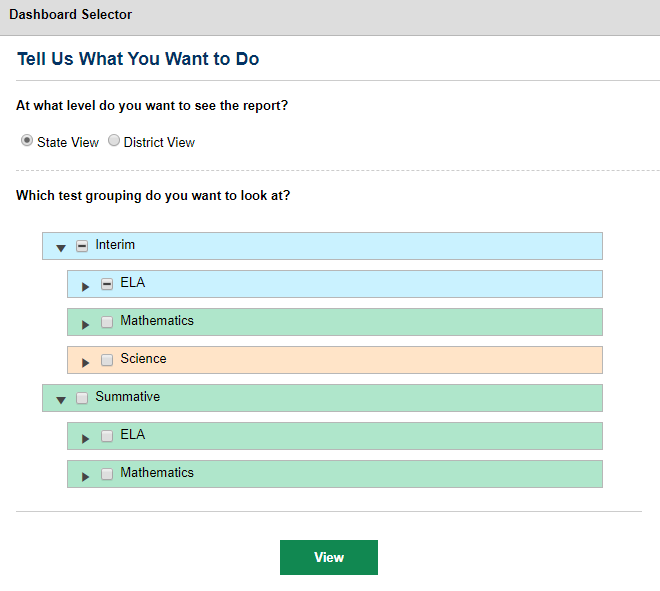 Dashboard Selector
Tell Us What You Want to Do
At what level do you want to see the report?
State View District View
Which test grouping do you want to look at?
Interim
ELA
Mathematics
Science
Summative
ELA
Mathematics
View